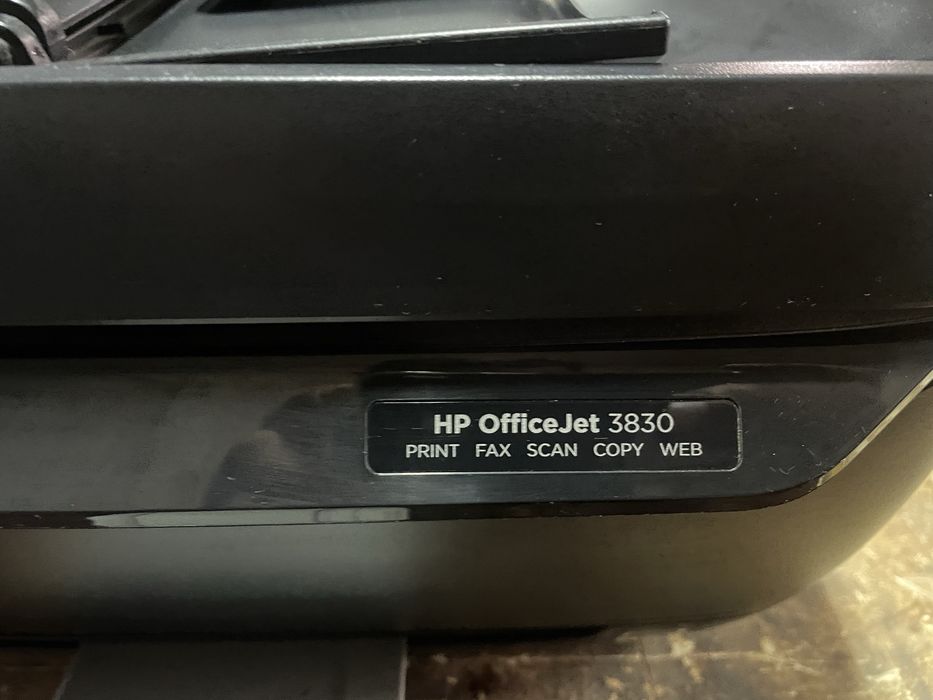 HP OfficeJet 3830
PRINT FAX SCAN COPY WEB